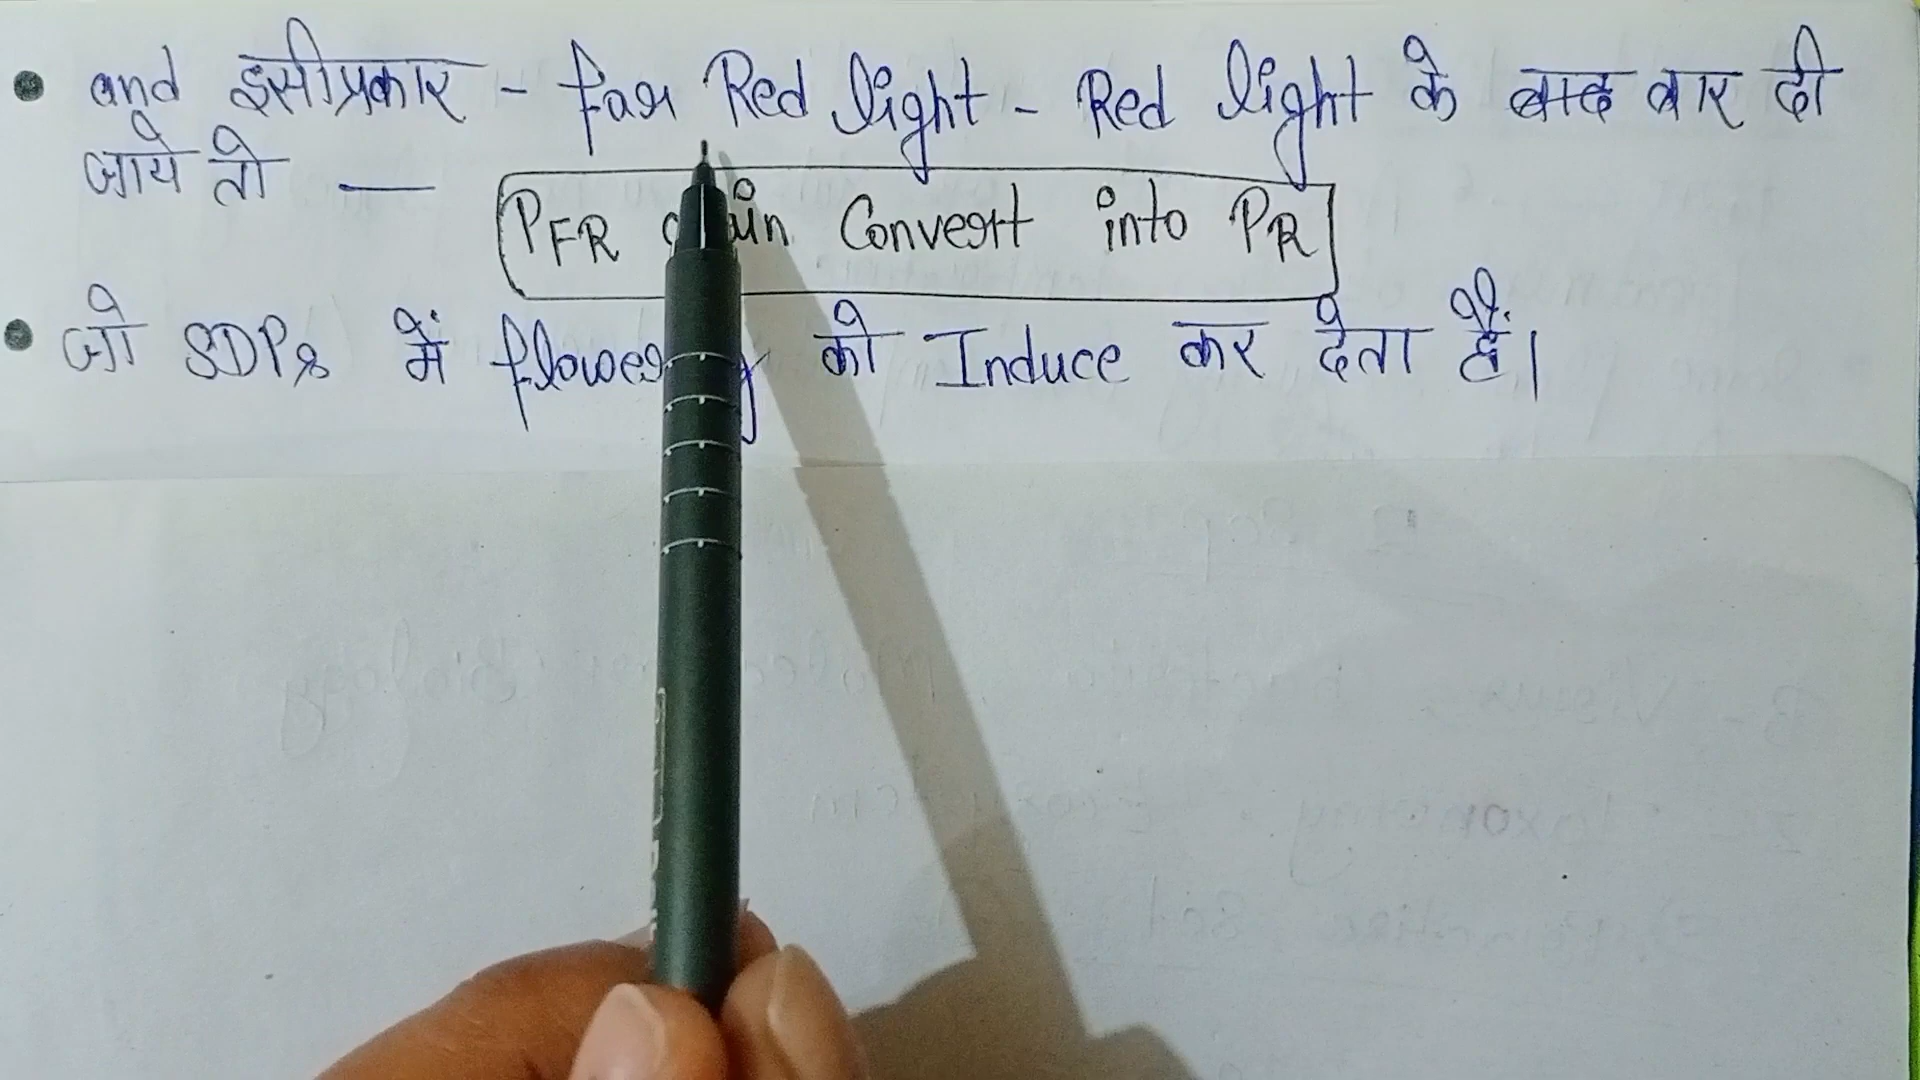 and इसीप्रकार - far Red light - Red light के बाद बार दी
जाये तो —
PFR Convert into PR
जो SDPs में को Induce कर देता हैं।